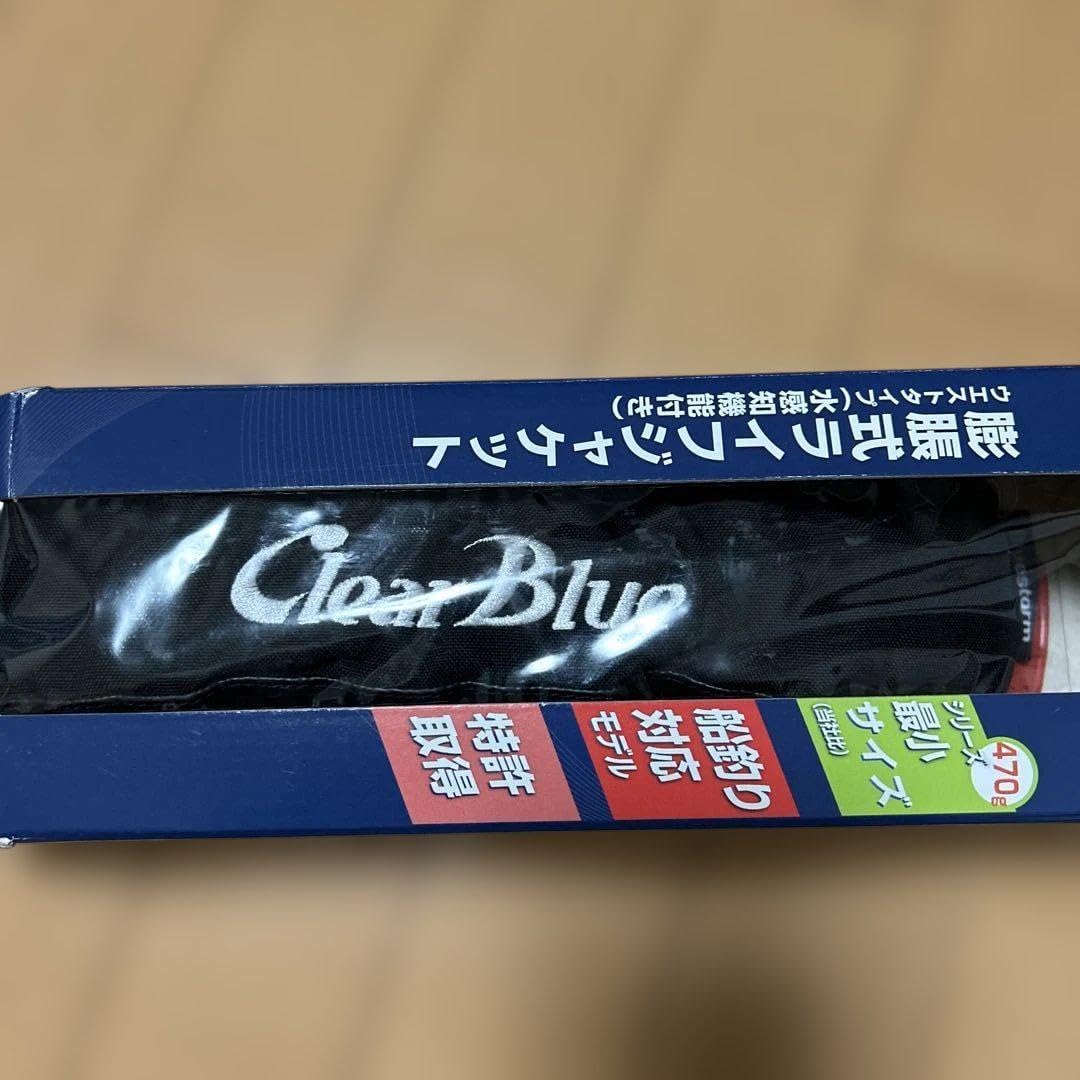 膨脹式ライフジャケット
ウエストタイプ(水感知機能付き)
Clear Blue
特許
取得
船釣り
対応
モデル
シリーズ
最小
サイズ
(当社比)
470g